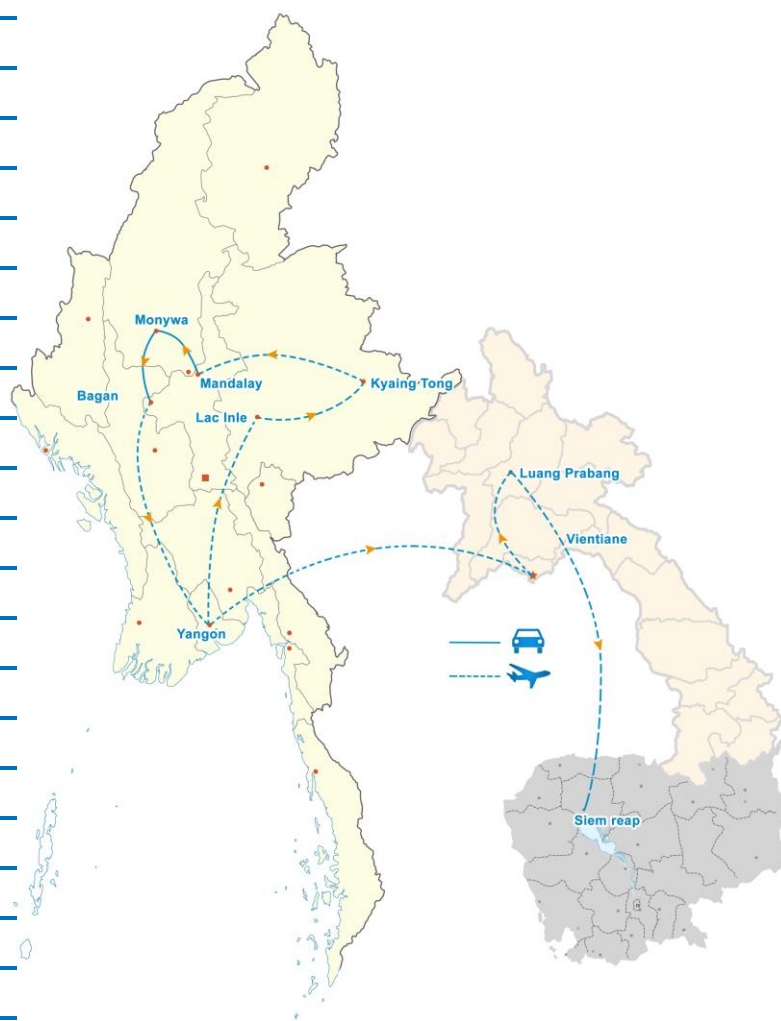 Monywa
Mandalay
Kyaing Tong
Bagan
Lac Inle
Luang Prabang
Vientiane
Yangon
Siem reap